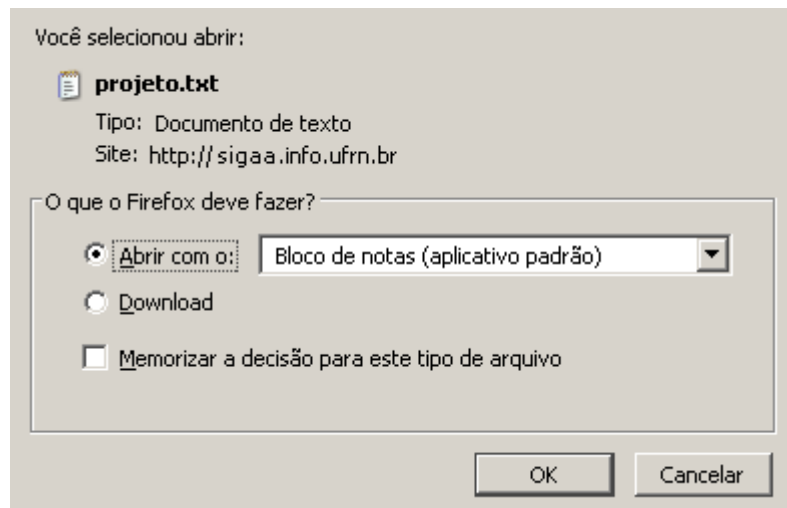 Você selecionou abrir:
projeto.txt
Tipo: Documento de texto
Site: http://sigaa.info.ufrn.br
O que o Firefox deve fazer?
Abrir com o: Bloco de notas (aplicativo padrão)
Download
Memorizar a decisão para este tipo de arquivo
OK Cancelar